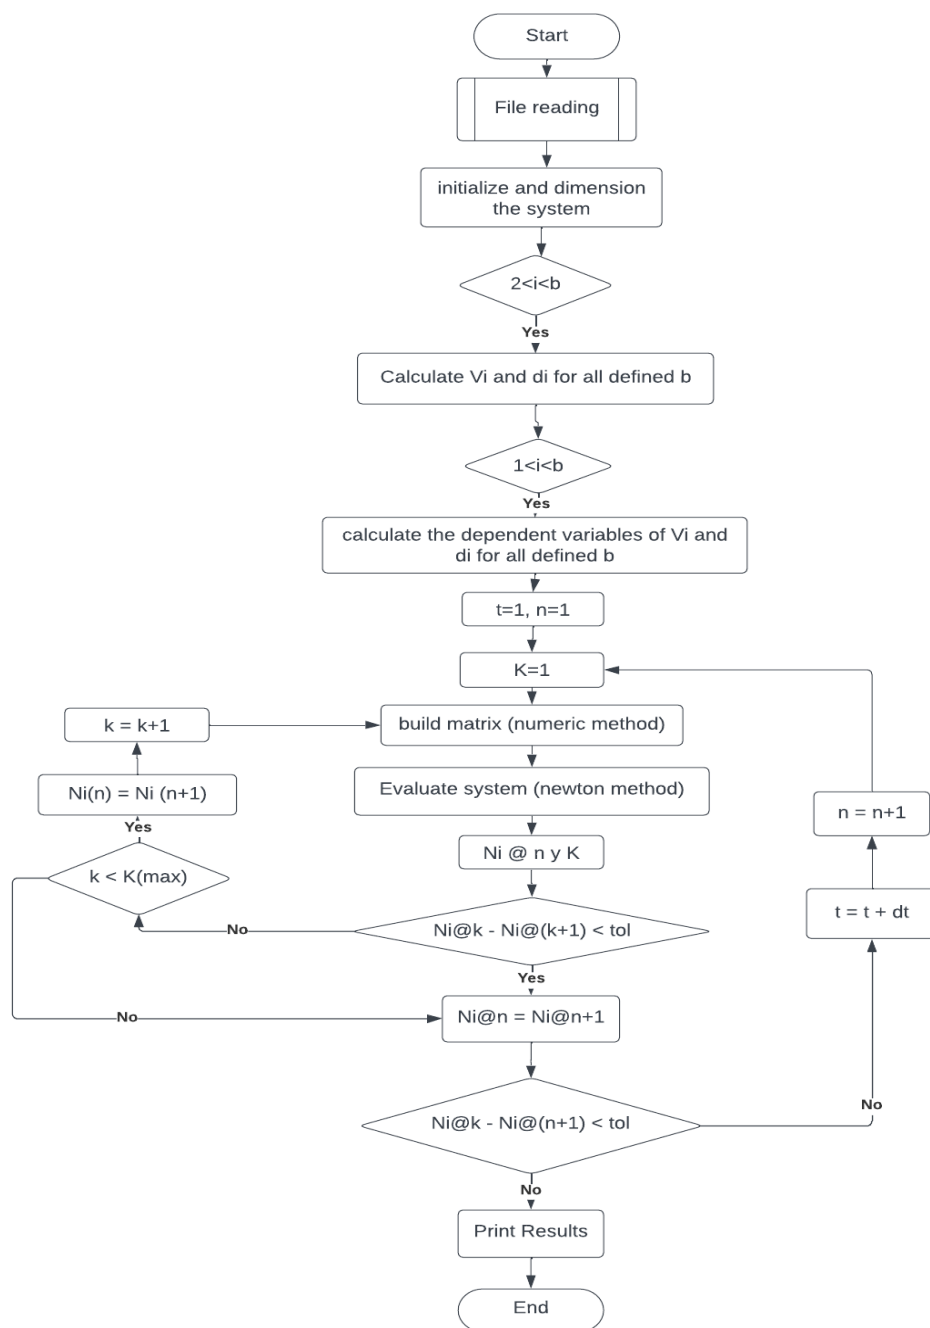 Start
File reading
initialize and dimension
the system
2<i<b
Yes
Calculate Vi and di for all defined b
1<i<b
Yes
calculate the dependent variables of Vi and
di for all defined b
t=1, n=1
K=1
k = k+1
build matrix (numeric method)
Ni(n) = Ni (n+1)
Evaluate system (newton method)
n = n+1
Yes
Ni @ n y K
k < K(max)
t = t + dt
No
Ni@k - Ni@(k+1) < tol
Yes
No
Ni@n = Ni@n+1
No
Ni@k - Ni@(n+1) < tol
No
Print Results
End